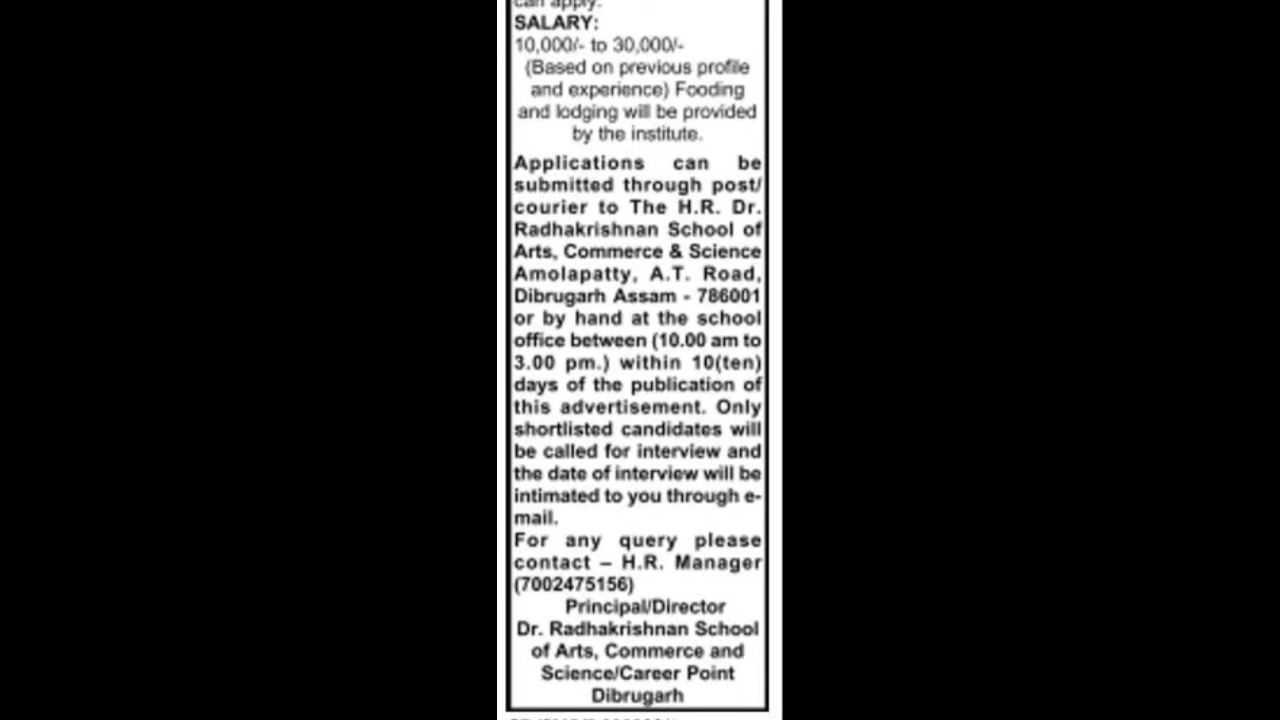 can apply.
SALARY:
10,000/- to 30,000/-
(Based on previous profile
and experience) Fooding
and lodging will be provided
by the institute.
Applications can be
submitted through post/
courier to The H.R. Dr.
Radhakrishnan School of
Arts, Commerce & Science
Amolapatty, A.T. Road,
Dibrugarh Assam - 786001
or by hand at the school
office between (10.00 am to
3.00 pm.) within 10(ten)
days of the publication of
this advertisement. Only
shortlisted candidates will
be called for interview and
the date of interview will be
intimated to you through e-
mail.
For any query please
contact – H.R. Manager
(7002475156)
Principal/Director
Dr. Radhakrishnan School
of Arts, Commerce and
Science/Career Point
Dibrugarh